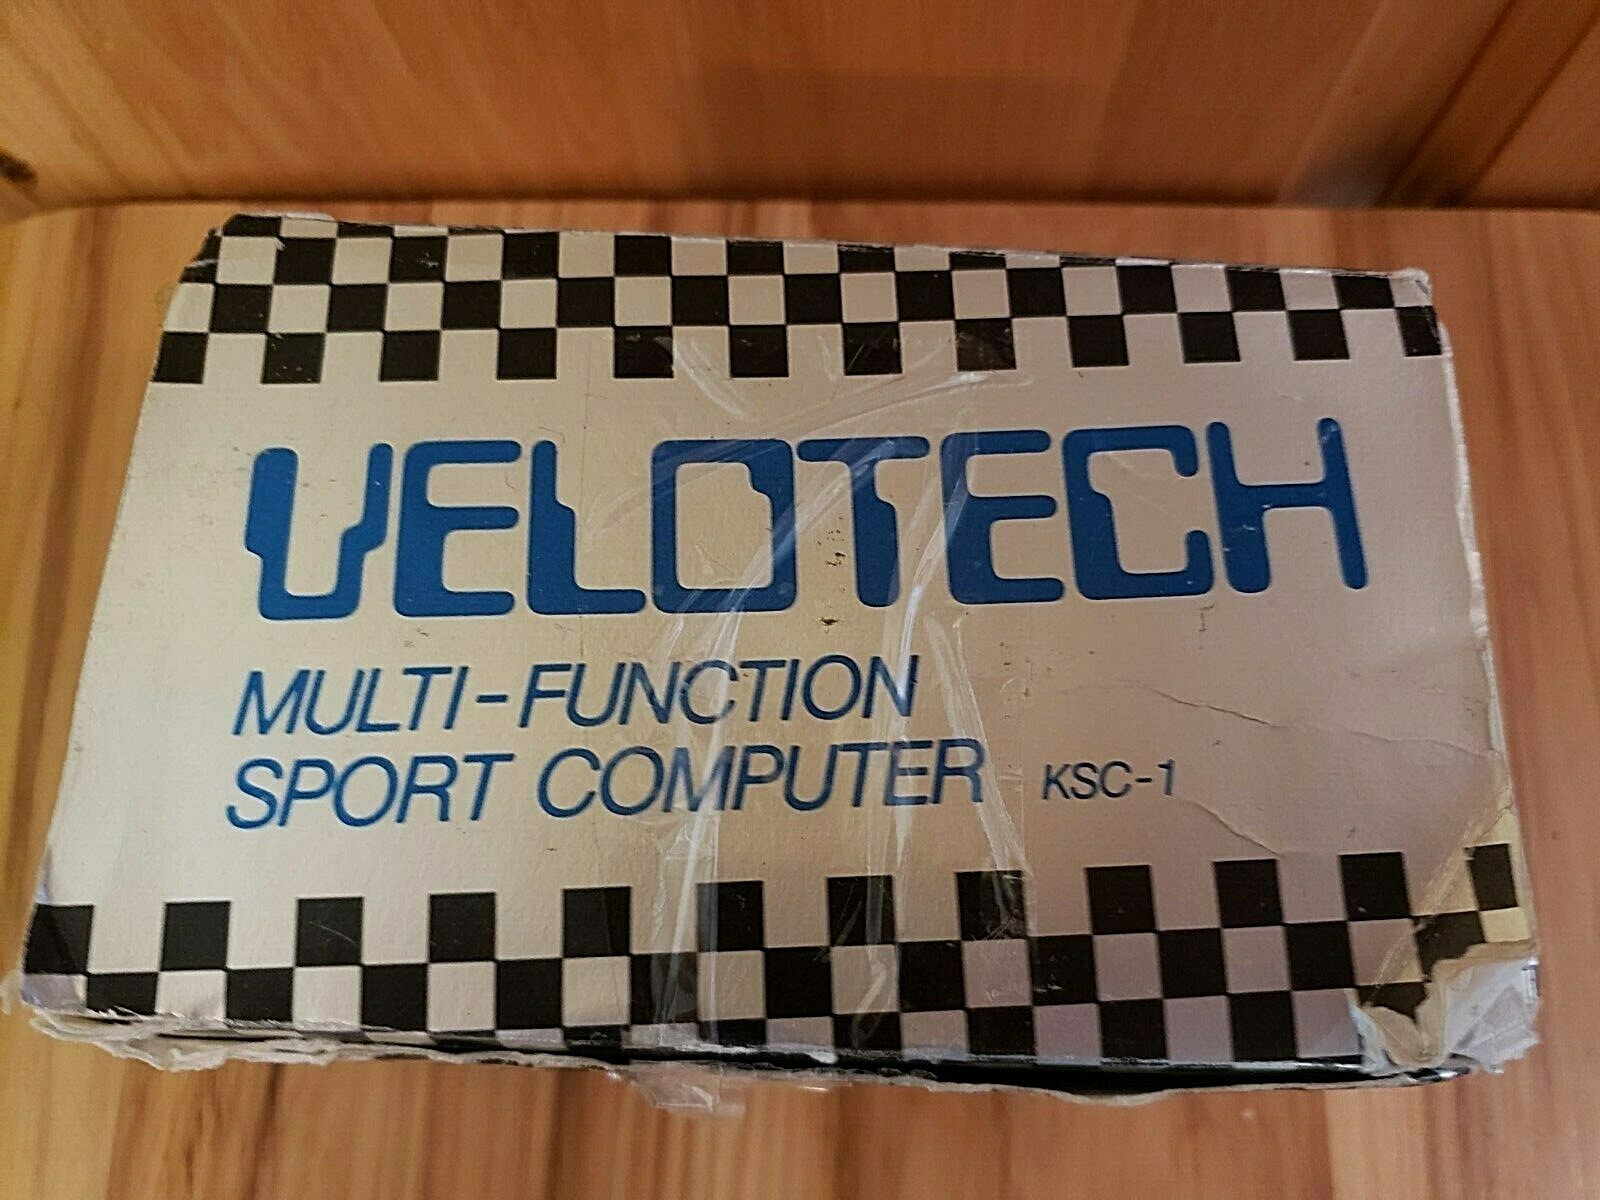 VELOTECH
MULTI-FUNCTION
SPORT COMPUTER KSC-1